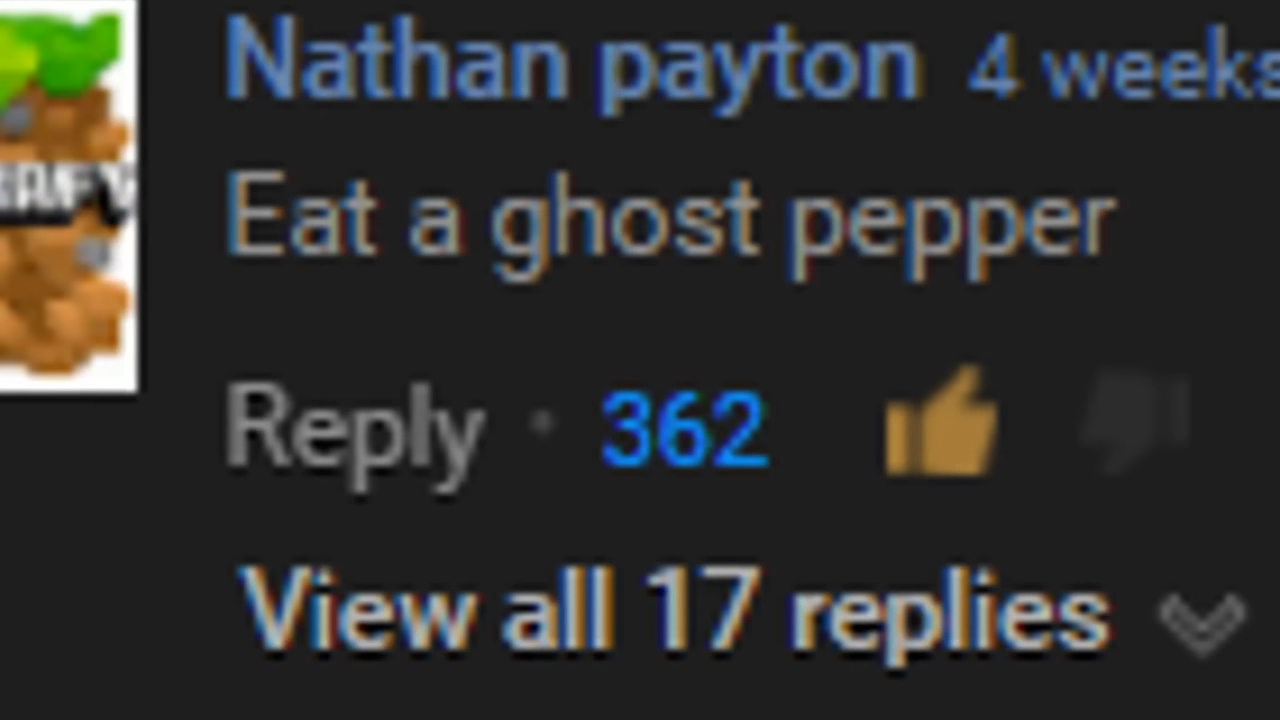 Nathan payton 4 weeks
Eat a ghost pepper
Reply · 362
View all 17 replies